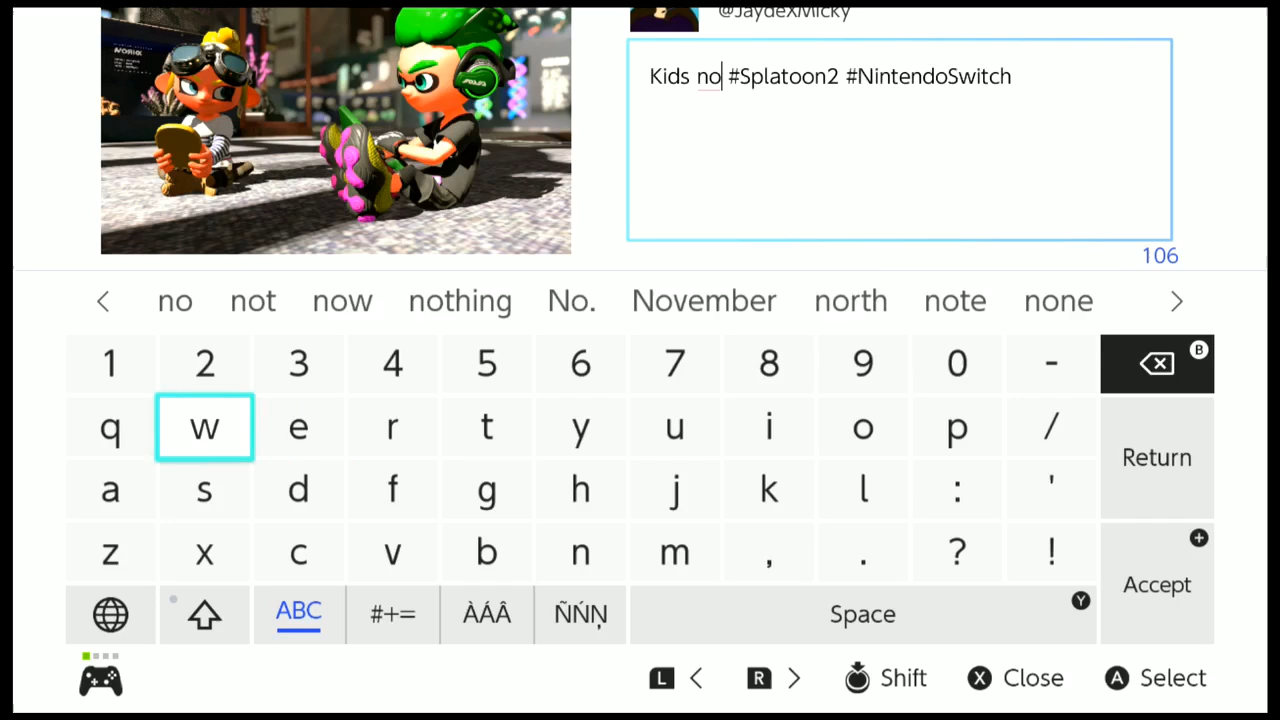 @JaydeXMicky
Kids no #Splatoon2 #NintendoSwitch
106
< no not now nothing No. November north note none >
1 2 3 4 5 6 7 8 9 0 - B
q w e r t y u i o p / Return
a s d f g h j k l : '
z x c v b n m , . ? ! + Accept
ABC #+= ÀÁÂ ÑŃŅ Space Y
L < R > Shift X Close A Select